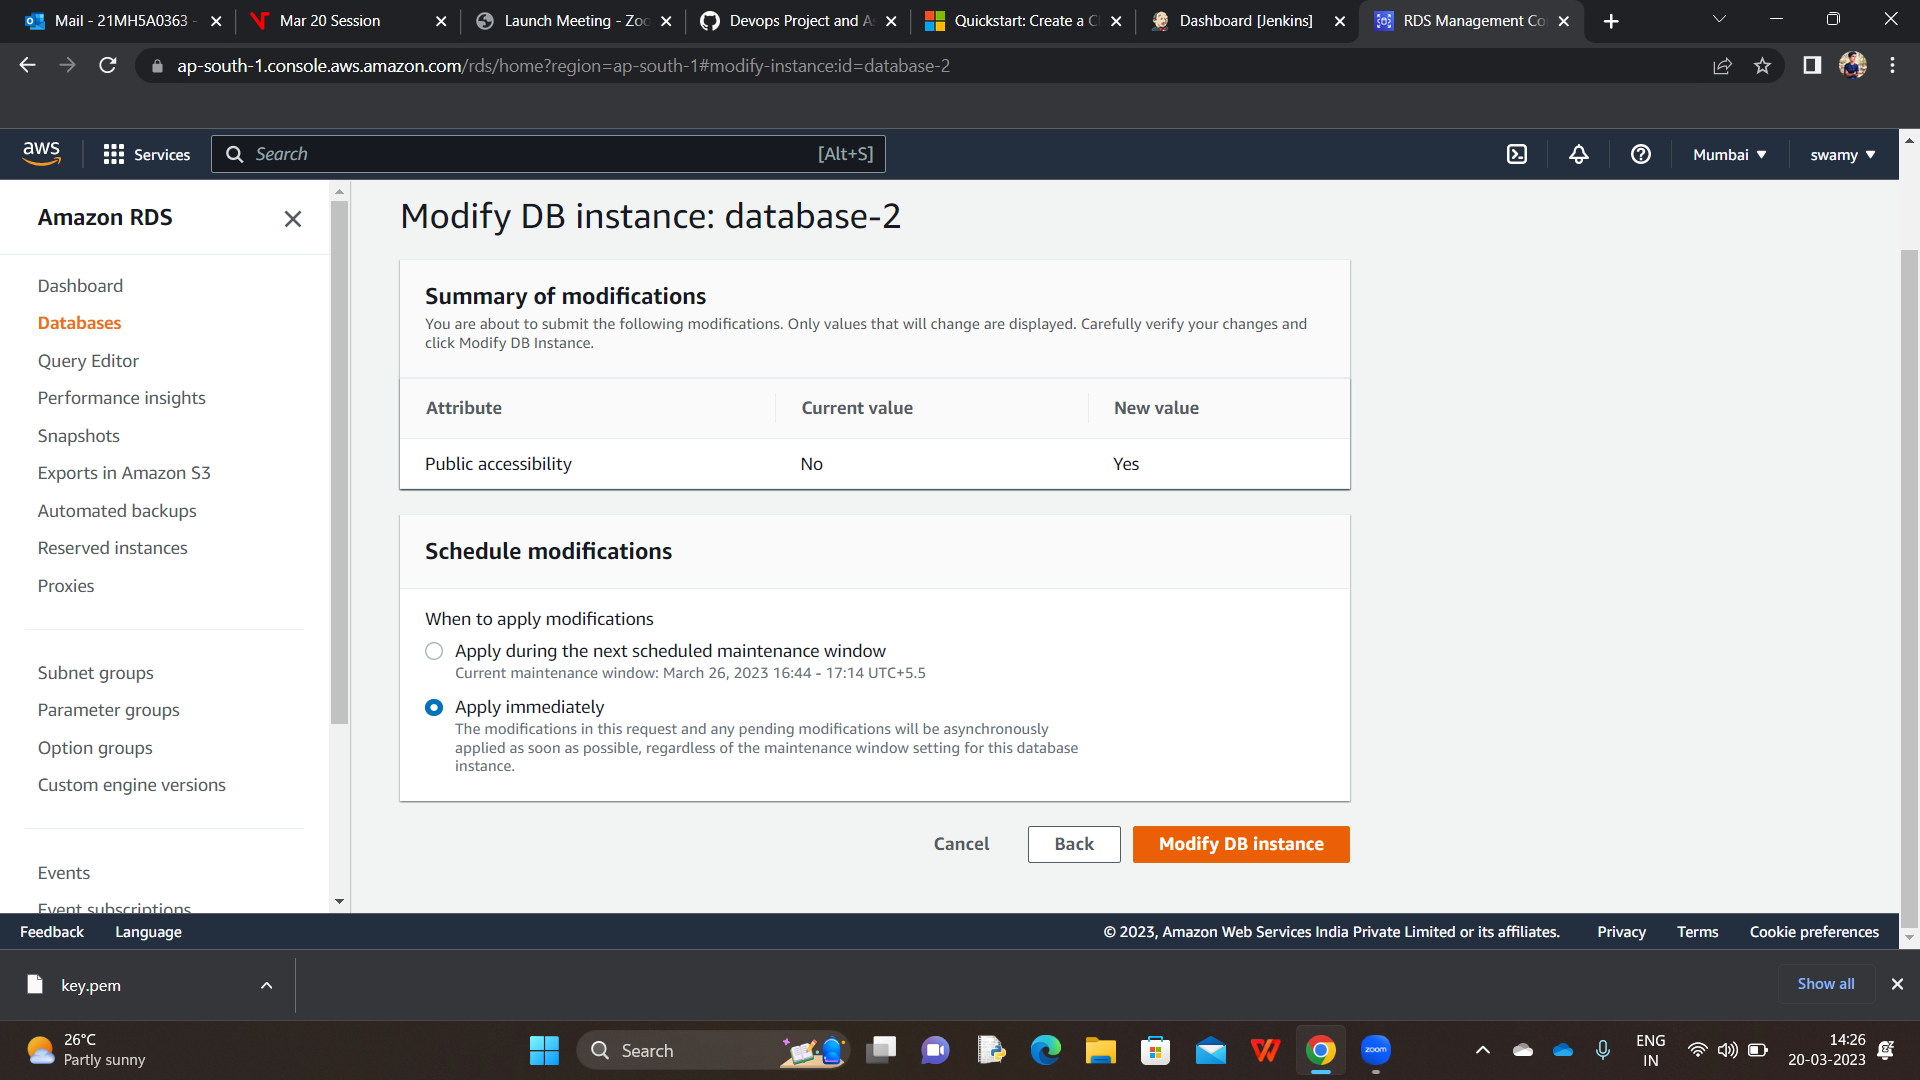 Mail - 21MH5A0363 -
Mar 20 Session
Launch Meeting - Zoo
Devops Project and As
Quickstart: Create a Cl
Dashboard [Jenkins]
RDS Management Co
ap-south-1.console.aws.amazon.com/rds/home?region=ap-south-1#modify-instance:id=database-2
aws
Services
Search
[Alt+S]
Mumbai
swamy
Amazon RDS
Dashboard
Databases
Query Editor
Performance insights
Snapshots
Exports in Amazon S3
Automated backups
Reserved instances
Proxies
Subnet groups
Parameter groups
Option groups
Custom engine versions
Events
Event subscriptions
Modify DB instance: database-2
Summary of modifications
You are about to submit the following modifications. Only values that will change are displayed. Carefully verify your changes and
click Modify DB Instance.
Attribute Current value New value
Public accessibility No Yes
Schedule modifications
When to apply modifications
Apply during the next scheduled maintenance window
Current maintenance window: March 26, 2023 16:44 - 17:14 UTC+5.5
Apply immediately
The modifications in this request and any pending modifications will be asynchronously
applied as soon as possible, regardless of the maintenance window setting for this database
instance.
Cancel
Back
Modify DB instance
Feedback
Language
© 2023, Amazon Web Services India Private Limited or its affiliates.
Privacy
Terms
Cookie preferences
key.pem
Show all
26°C
Partly sunny
Search
zoom
ENG
IN
14:26
20-03-2023